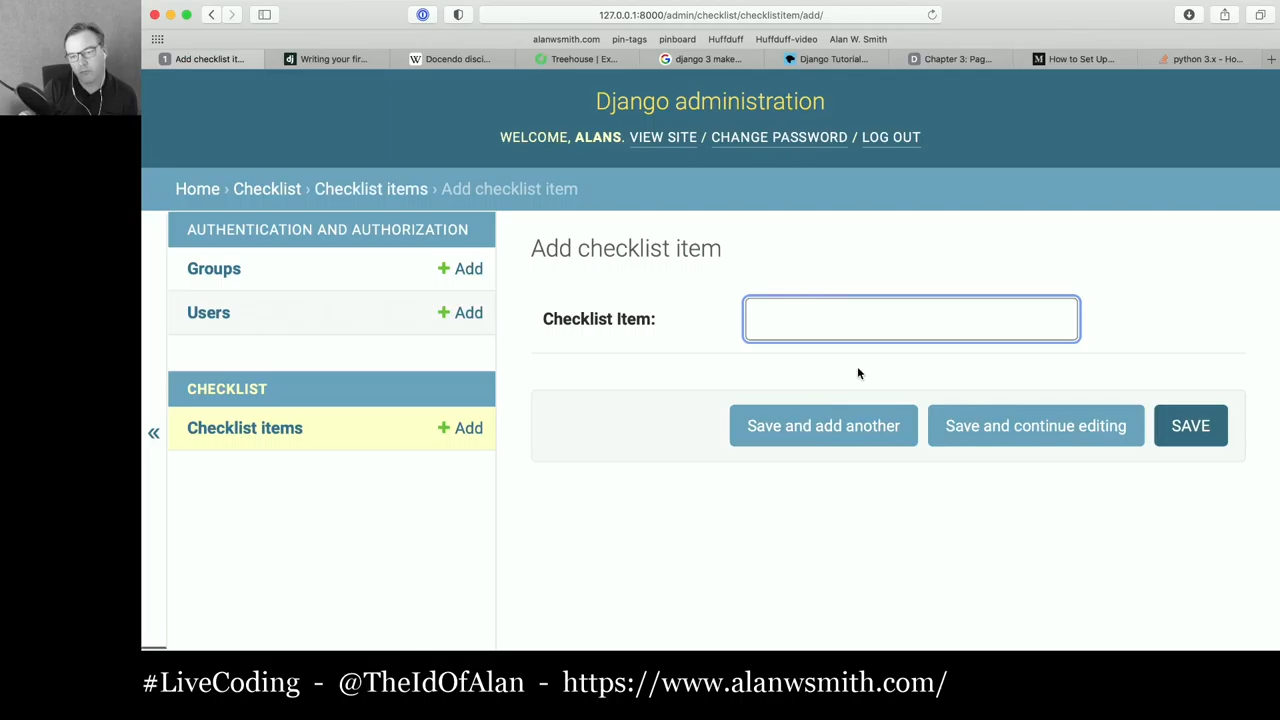 127.0.0.1:8000/admin/checklist/checklistitem/add/
alanwsmith.com pin-tags pinboard Huffduff Huffduff-video Alan W. Smith
1 Add checklist it... dj Writing your fir... W Docendo disci... Treehouse | Ex... G django 3 make... Django Tutorial... D Chapter 3: Pag... M How to Set Up... python 3.x - Ho... +
Django administration
WELCOME, ALANS. VIEW SITE / CHANGE PASSWORD / LOG OUT
Home › Checklist › Checklist items › Add checklist item
AUTHENTICATION AND AUTHORIZATION
Groups + Add
Users + Add
CHECKLIST
Checklist items + Add
«
Add checklist item
Checklist Item:
Save and add another Save and continue editing SAVE
#LiveCoding - @TheIdOfAlan - https://www.alanwsmith.com/